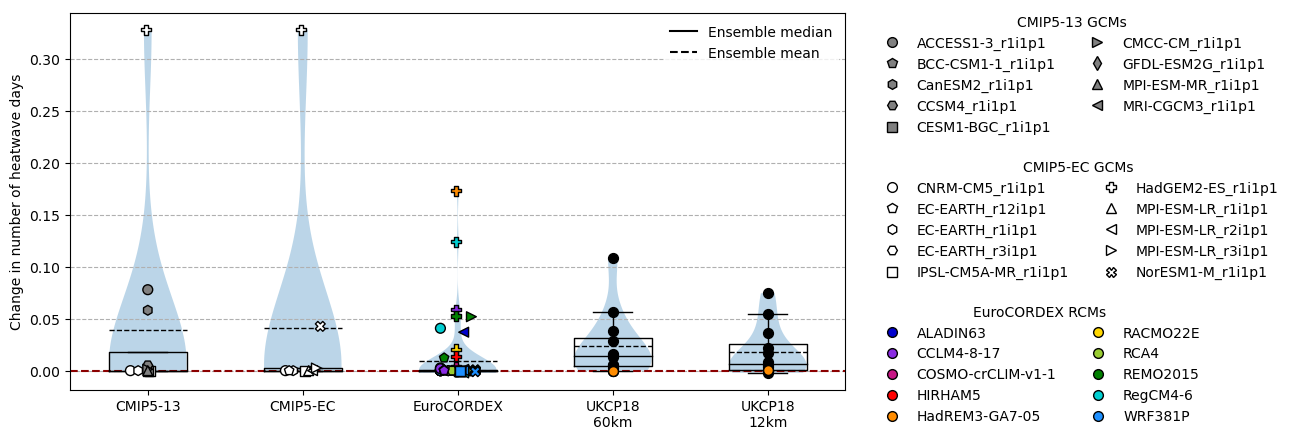 Change in number of heatwave days
0.30
0.25
0.20
0.15
0.10
0.05
0.00
Ensemble median
Ensemble mean
CMIP5-13
CMIP5-EC
EuroCORDEX
UKCP18
60km
UKCP18
12km
CMIP5-13 GCMs
ACCESS1-3_r1i1p1
BCC-CSM1-1_r1i1p1
CanESM2_r1i1p1
CCSM4_r1i1p1
CESM1-BGC_r1i1p1
CMCC-CM_r1i1p1
GFDL-ESM2G_r1i1p1
MPI-ESM-MR_r1i1p1
MRI-CGCM3_r1i1p1
CMIP5-EC GCMs
CNRM-CM5_r1i1p1
EC-EARTH_r12i1p1
EC-EARTH_r1i1p1
EC-EARTH_r3i1p1
IPSL-CM5A-MR_r1i1p1
HadGEM2-ES_r1i1p1
MPI-ESM-LR_r1i1p1
MPI-ESM-LR_r2i1p1
MPI-ESM-LR_r3i1p1
NorESM1-M_r1i1p1
EuroCORDEX RCMs
ALADIN63
CCLM4-8-17
COSMO-crCLIM-v1-1
HIRHAM5
HadREM3-GA7-05
RACMO22E
RCA4
REMO2015
RegCM4-6
WRF381P